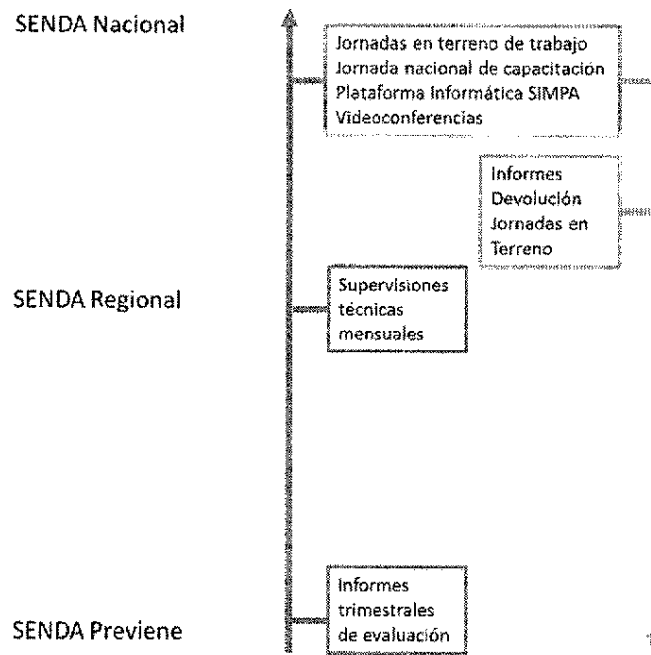 SENDA Nacional
Jornadas en terreno de trabajo
Jornada nacional de capacitación
Plataforma Informática SIMPA
Videoconferencias
Informes
Devolución
Jornadas en
Terreno
SENDA Regional
Supervisiones
técnicas
mensuales
Informes
trimestrales
de evaluación
SENDA Previene